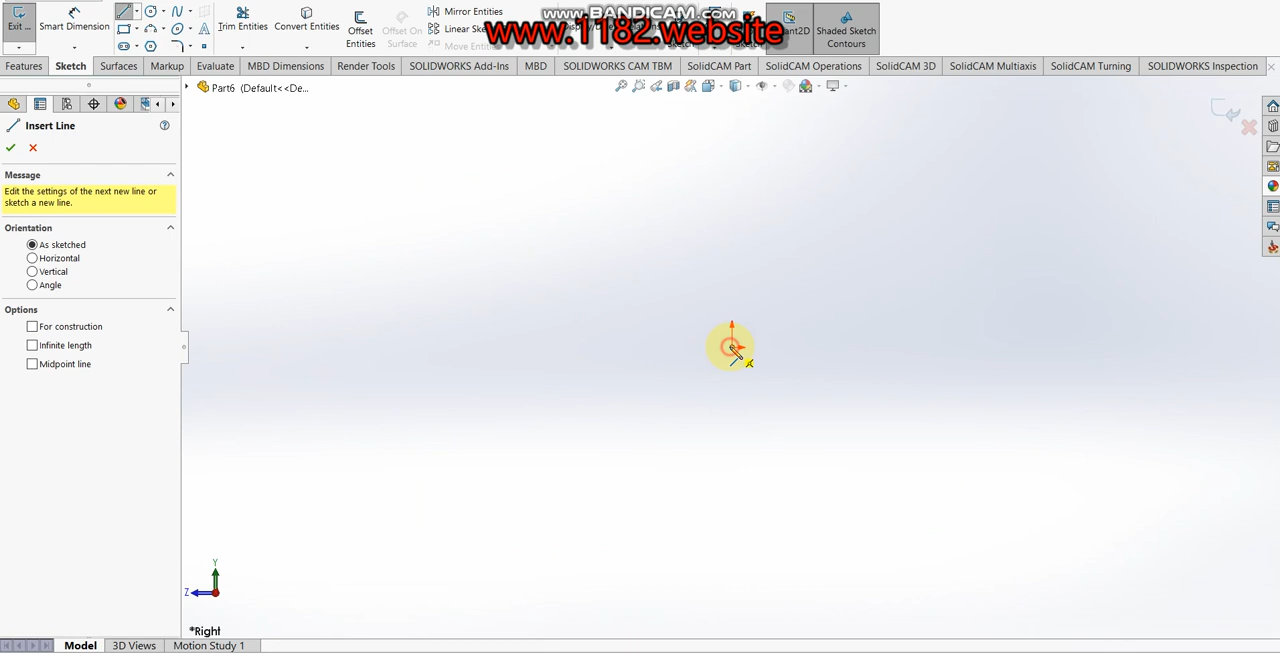 www.BANDICAM.com
www.1182.website
Exit ...
Smart Dimension
Trim Entities
Convert Entities
Offset Entities
Offset On Surface
Mirror Entities
Linear Sk
Move Entities
Shaded Sketch Contours
Features
Sketch
Surfaces
Markup
Evaluate
MBD Dimensions
Render Tools
SOLIDWORKS Add-Ins
MBD
SOLIDWORKS CAM TBM
SolidCAM Part
SolidCAM Operations
SolidCAM 3D
SolidCAM Multiaxis
SolidCAM Turning
SOLIDWORKS Inspection
Part6 (Default<<De...
Insert Line
Message
Edit the settings of the next new line or
sketch a new line.
Orientation
As sketched
Horizontal
Vertical
Angle
Options
For construction
Infinite length
Midpoint line
Y
Z
*Right
Model
3D Views
Motion Study 1